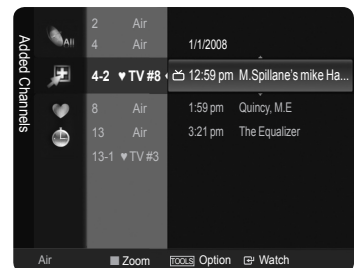 Added Channels
All
2 Air
4 Air 1/1/2008
4-2 ♥ TV #8 12:59 pm M.Spillane's mike Ha...
8 Air 1:59 pm Quincy, M.E
13 Air 3:21 pm The Equalizer
13-1 ♥ TV #3
Air Zoom TOOLS Option Watch